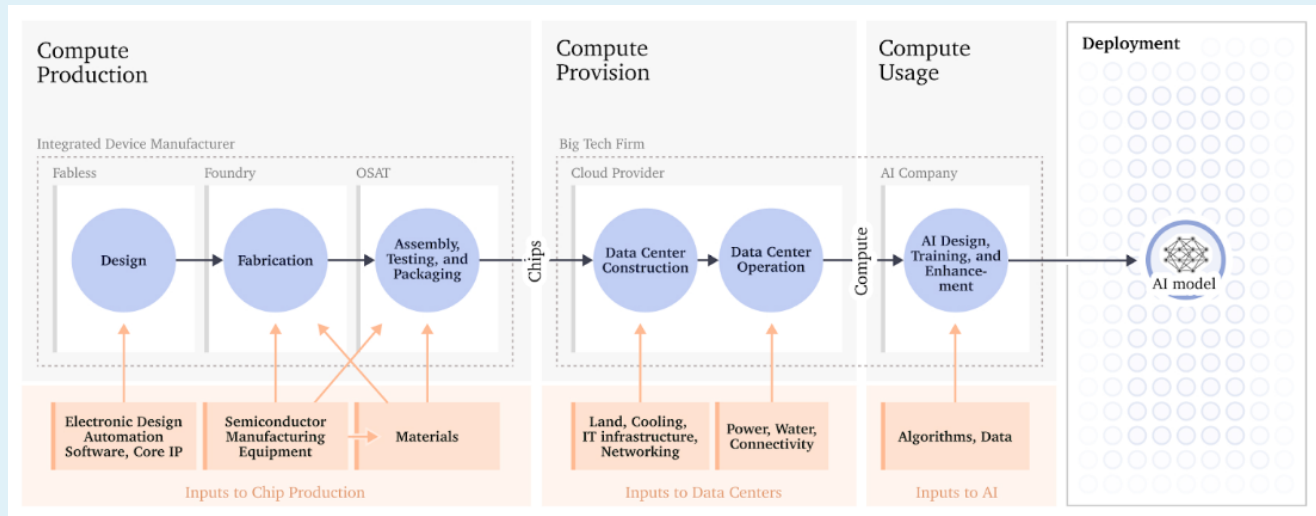 Compute
Production
Compute
Provision
Compute
Usage
Deployment
Integrated Device Manufacturer
Big Tech Firm
Fabless
Foundry
OSAT
Cloud Provider
AI Company
Design
Fabrication
Assembly,
Testing, and
Packaging
Chips
Data Center
Construction
Data Center
Operation
Compute
AI Design,
Training, and
Enhance-
ment
AI model
Electronic Design
Automation
Software, Core IP
Semiconductor
Manufacturing
Equipment
Materials
Land, Cooling,
IT infrastructure,
Networking
Power, Water,
Connectivity
Algorithms, Data
Inputs to Chip Production
Inputs to Data Centers
Inputs to AI